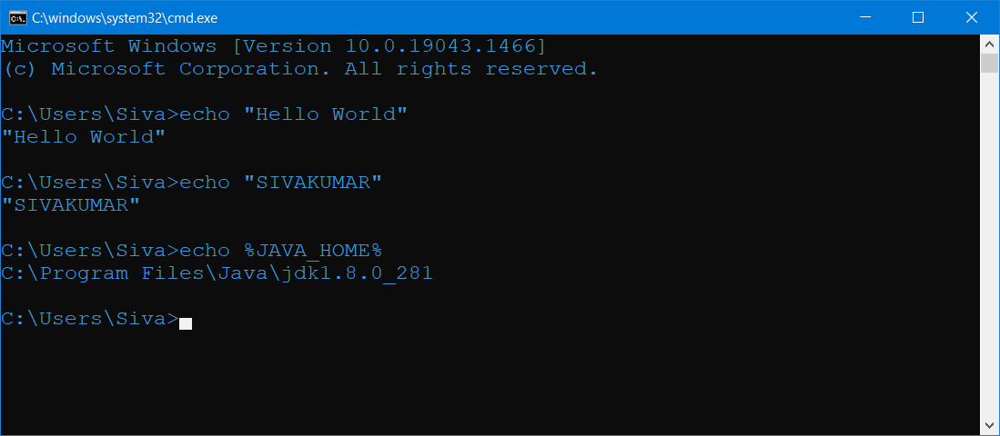 C:\windows\system32\cmd.exe
Microsoft Windows [Version 10.0.19043.1466]
(c) Microsoft Corporation. All rights reserved.
C:\Users\Siva>echo "Hello World"
"Hello World"
C:\Users\Siva>echo "SIVAKUMAR"
"SIVAKUMAR"
C:\Users\Siva>echo %JAVA_HOME%
C:\Program Files\Java\jdk1.8.0_281
C:\Users\Siva>